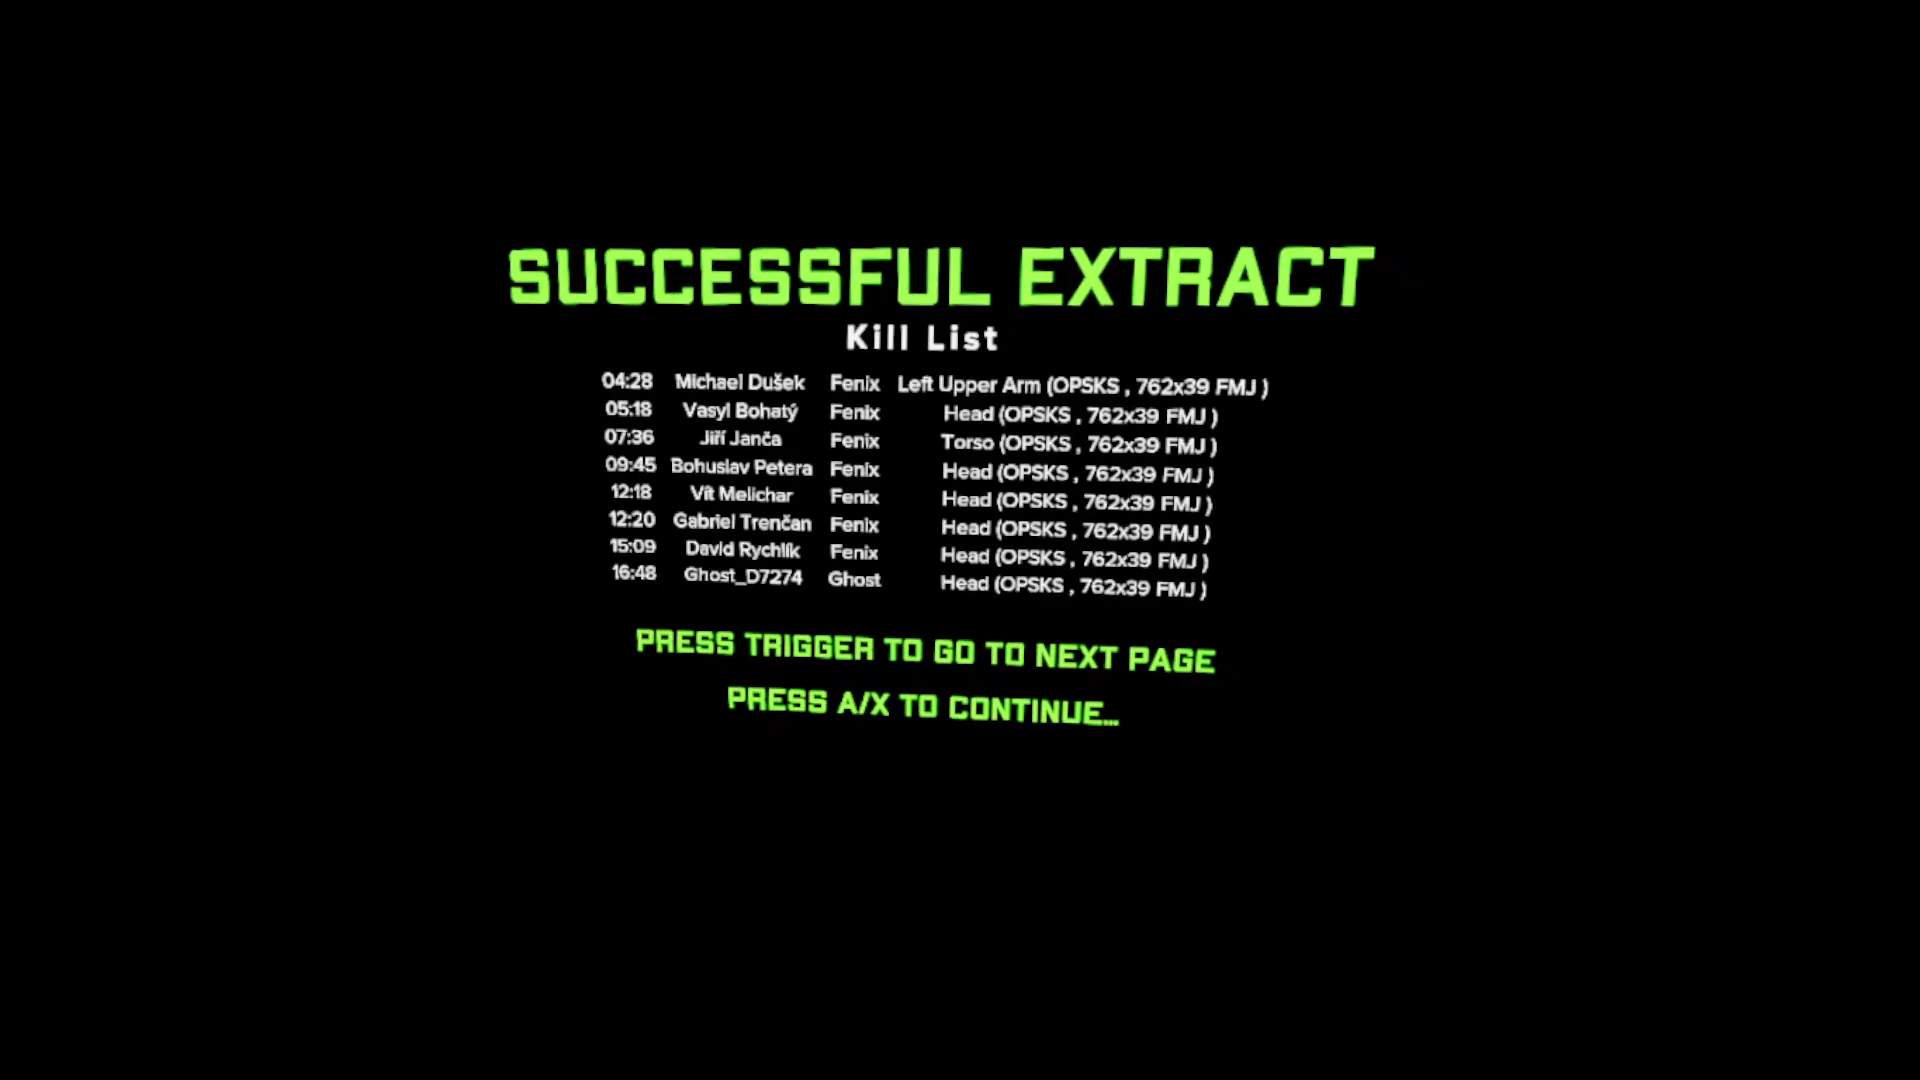 SUCCESSFUL EXTRACT
Kill List
04:28 Michael Dušek Fenix Left Upper Arm (OPSKS , 762x39 FMJ )
05:18 Vasyl Bohatý Fenix Head (OPSKS , 762x39 FMJ )
07:36 Jiří Janča Fenix Torso (OPSKS , 762x39 FMJ )
09:45 Bohuslav Petera Fenix Head (OPSKS , 762x39 FMJ )
12:18 Vít Melichar Fenix Head (OPSKS , 762x39 FMJ )
12:20 Gabriel Trenčan Fenix Head (OPSKS , 762x39 FMJ )
15:09 David Rychlík Fenix Head (OPSKS , 762x39 FMJ )
16:48 Ghost_D7274 Ghost Head (OPSKS , 762x39 FMJ )
PRESS TRIGGER TO GO TO NEXT PAGE
PRESS A/X TO CONTINUE...